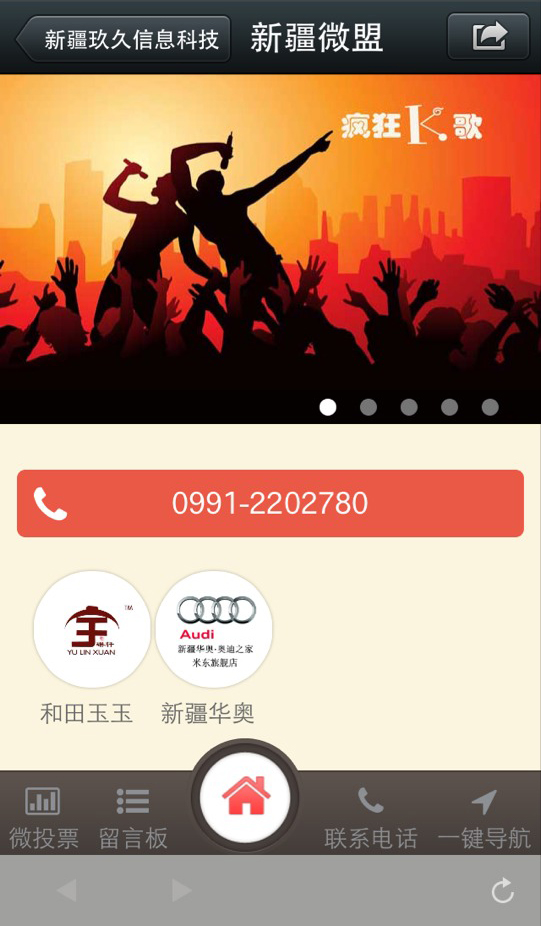 新疆玖久信息科技
新疆微盟
疯狂K歌
0991-2202780
TM
YU LIN XUAN
Audi
新疆华奥·奥迪之家
米东旗舰店
和田玉玉
新疆华奥
微投票
留言板
联系电话
一键导航